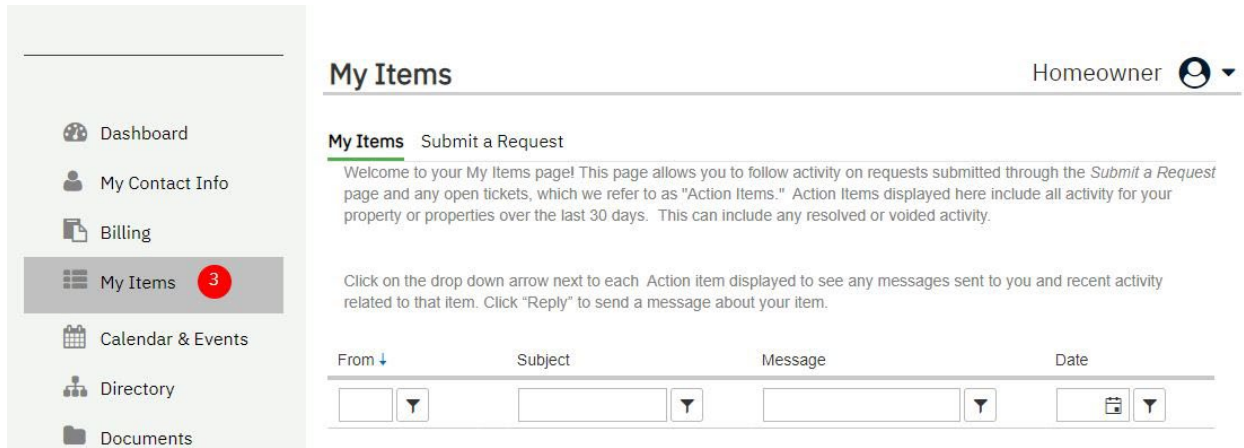 My Items
Homeowner
Dashboard
My Contact Info
Billing
My Items 3
Calendar & Events
Directory
Documents
My Items Submit a Request
Welcome to your My Items page! This page allows you to follow activity on requests submitted through the Submit a Request
page and any open tickets, which we refer to as "Action Items." Action Items displayed here include all activity for your
property or properties over the last 30 days. This can include any resolved or voided activity.
Click on the drop down arrow next to each Action item displayed to see any messages sent to you and recent activity
related to that item. Click “Reply” to send a message about your item.
From ↓ Subject Message Date